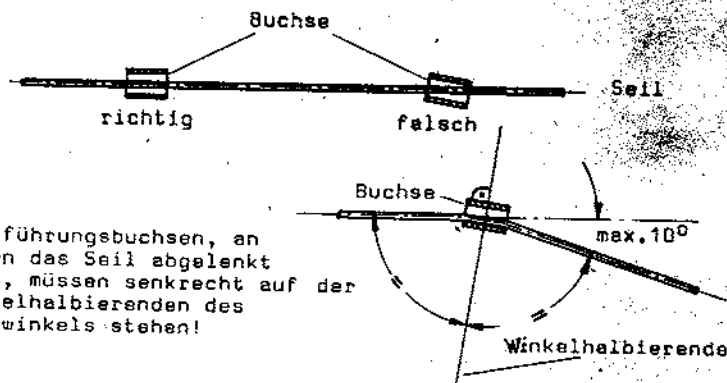 Buchse
Seil
richtig
falsch
Buchse
max.10°
führungsbuchsen, an
en das Seil abgelenkt
, müssen senkrecht auf der
elhalbierenden des
winkels stehen!
Winkelhalbierende